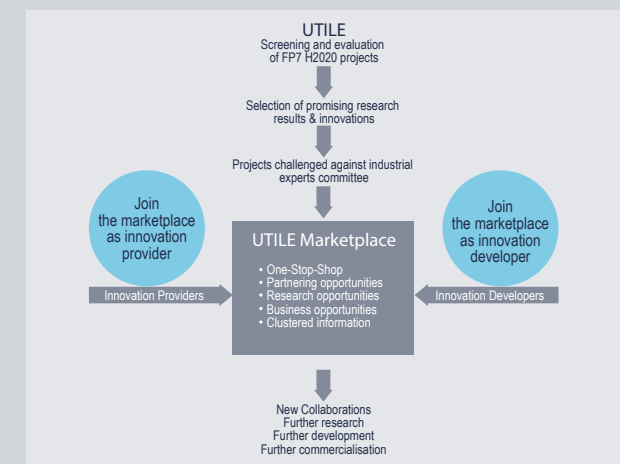 UTILE
Screening and evaluation
of FP7 H2020 projects
Selection of promising research
results & innovations
Projects challenged against industrial
experts committee
Join
the marketplace
as innovation
provider
Innovation Providers
UTILE Marketplace
• One-Stop-Shop
• Partnering opportunities
• Research opportunities
• Business opportunities
• Clustered information
Join
the marketplace
as innovation
developer
Innovation Developers
New Collaborations
Further research
Further development
Further commercialisation